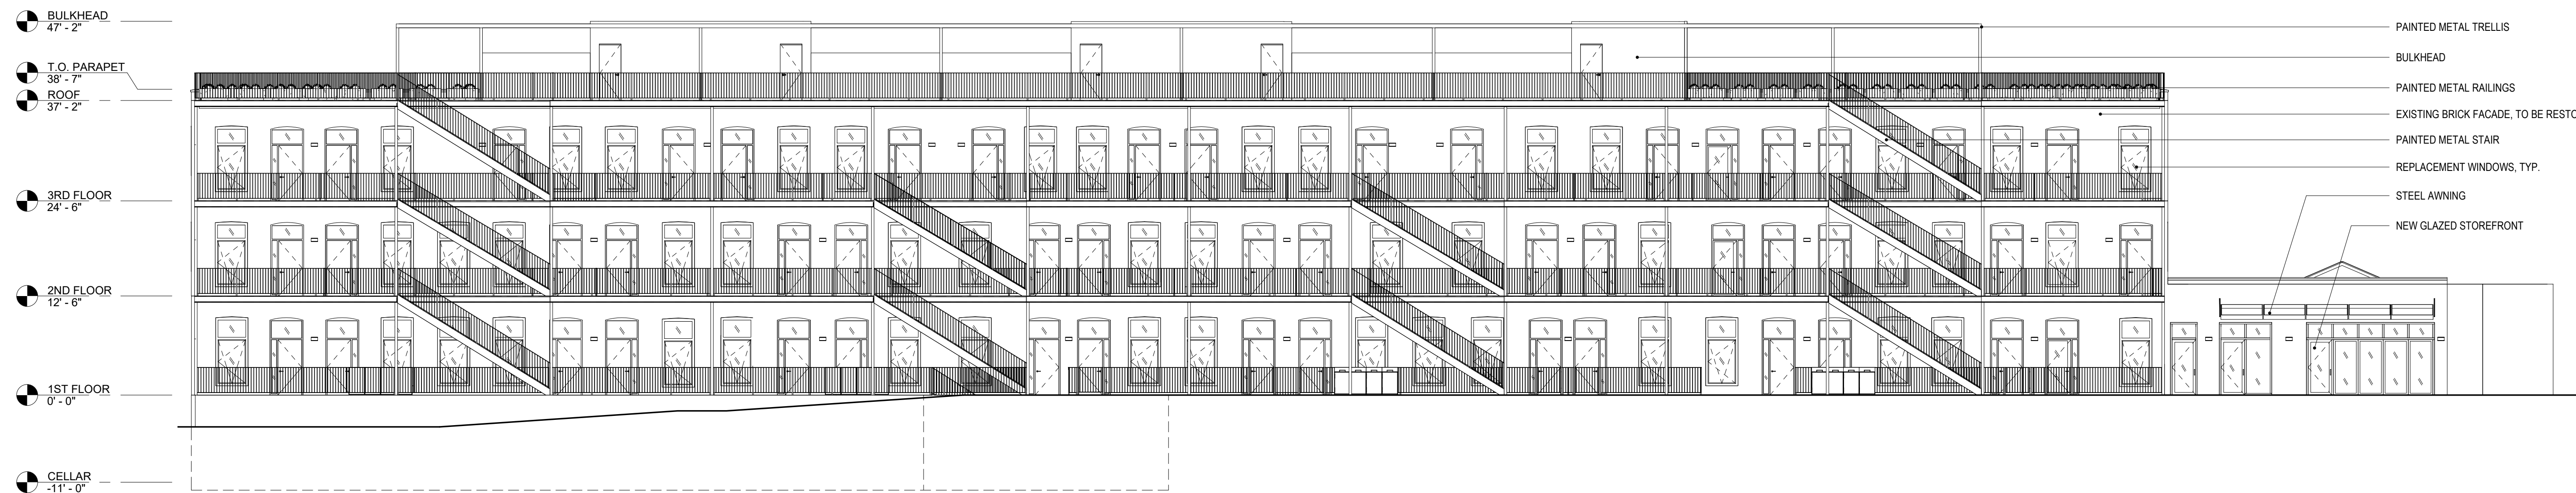 BULKHEAD
47' - 2"
T.O. PARAPET
38' - 7"
ROOF
37' - 2"
3RD FLOOR
24' - 6"
2ND FLOOR
12' - 6"
1ST FLOOR
0' - 0"
CELLAR
-11' - 0"
PAINTED METAL TRELLIS
BULKHEAD
PAINTED METAL RAILINGS
EXISTING BRICK FACADE, TO BE RESTO
PAINTED METAL STAIR
REPLACEMENT WINDOWS, TYP.
STEEL AWNING
NEW GLAZED STOREFRONT